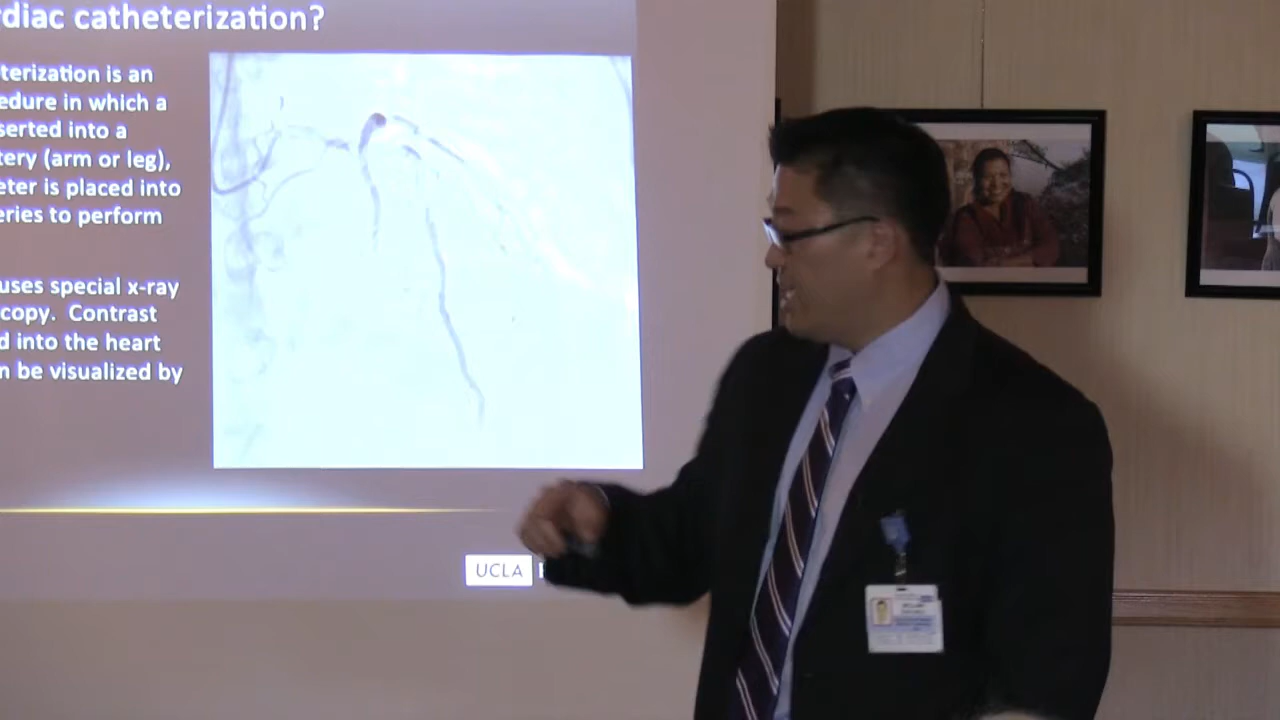 rdiac catheterization?
terization is an
edure in which a
serted into a
tery (arm or leg),
eter is placed into
eries to perform
uses special x-ray
copy. Contrast
d into the heart
n be visualized by
UCLA